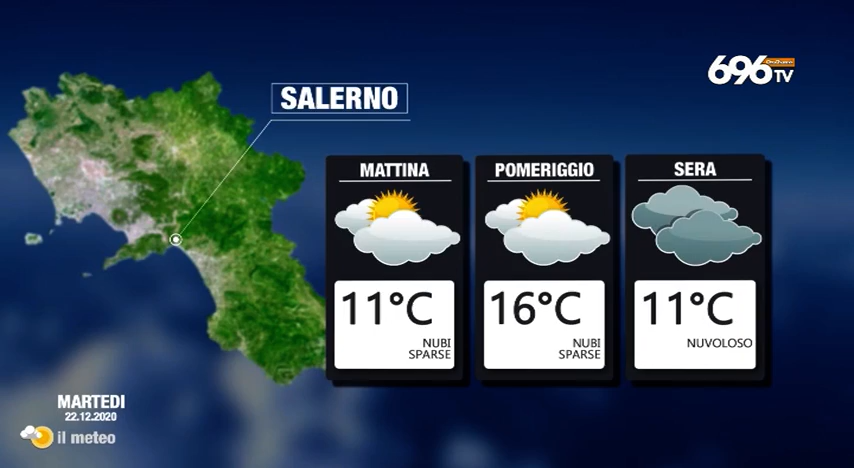 696
TV
SALERNO
MATTINA
11°C
NUBI
SPARSE
POMERIGGIO
16°C
NUBI
SPARSE
SERA
11°C
NUVOLOSO
MARTEDI
22.12.2020
il meteo